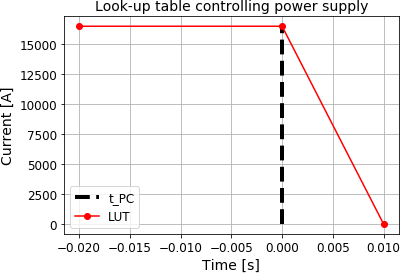 Look-up table controlling power supply
Current [A]
15000
12500
10000
7500
5000
2500
0
t_PC
LUT
−0.020 −0.015 −0.010 −0.005 0.000 0.005 0.010
Time [s]